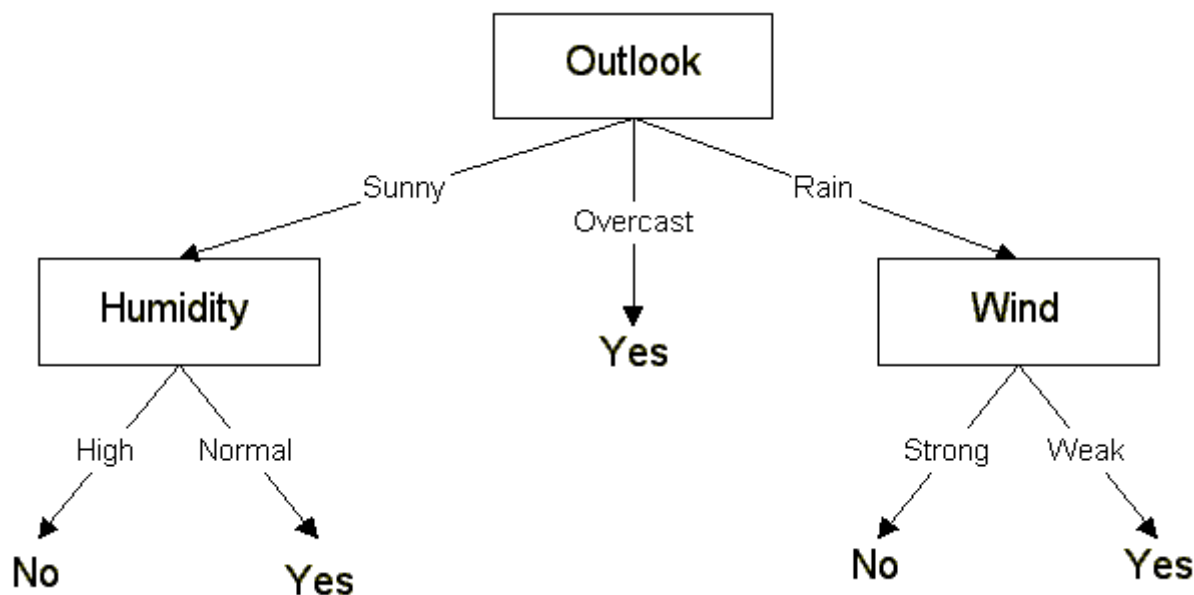 Outlook
Sunny
Overcast
Rain
Humidity
Yes
Wind
High
Normal
Strong
Weak
No
Yes
No
Yes